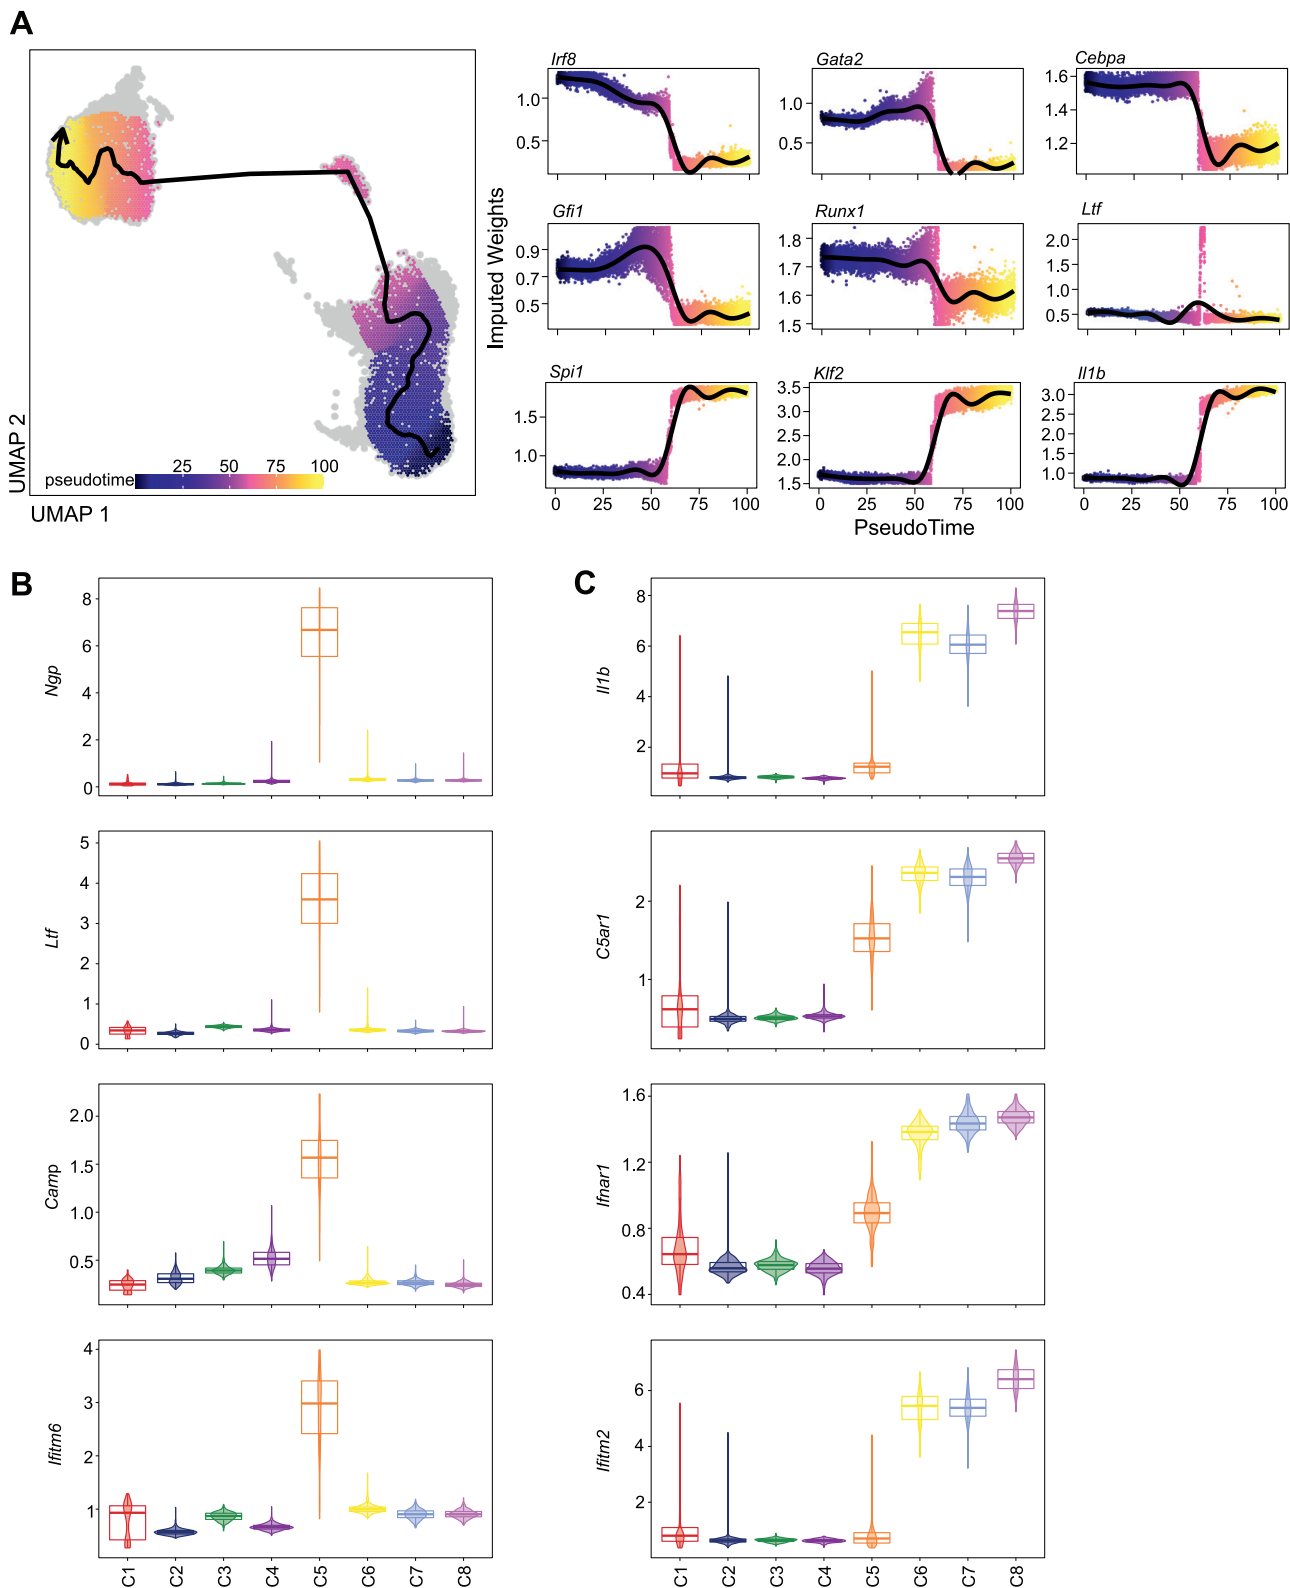 A
UMAP 2
UMAP 1
pseudotime
25 50 75 100
Imputed Weights
PseudoTime
Irf8
1.0
0.5
Gata2
1.0
0.5
Cebpa
1.6
1.4
1.2
Gfi1
0.9
0.7
0.5
Runx1
1.8
1.7
1.6
1.5
Ltf
2.0
1.5
1.0
0.5
Spi1
1.5
1.0
0 25 50 75 100
Klf2
3.5
3.0
2.5
2.0
1.5
0 25 50 75 100
Il1b
3.0
2.5
2.0
1.5
1.0
0 25 50 75 100
B
Ngp
8
6
4
2
0
Ltf
5
4
3
2
1
0
Camp
2.0
1.5
1.0
0.5
Ifitm6
4
3
2
1
C1 C2 C3 C4 C5 C6 C7 C8
C
Il1b
8
6
4
2
C5ar1
2
1
Ifnar1
1.6
1.2
0.8
0.4
Ifitm2
6
4
2
C1 C2 C3 C4 C5 C6 C7 C8